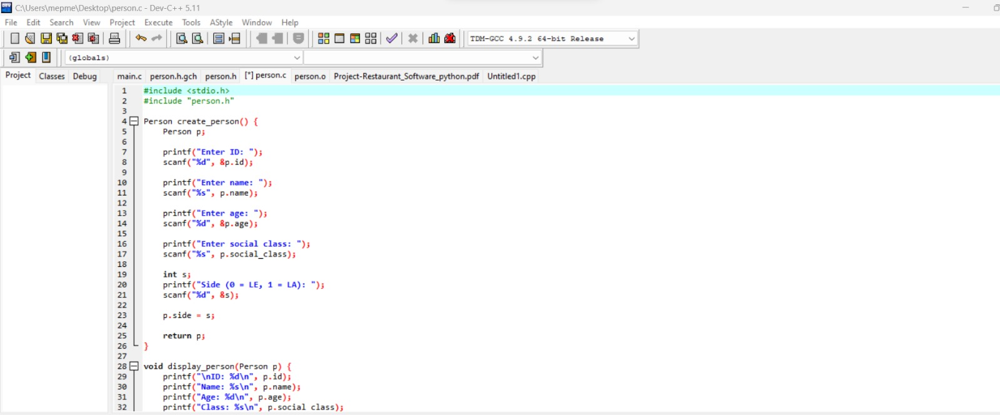 C:\Users\mepme\Desktop\person.c - Dev-C++ 5.11
File Edit Search View Project Execute Tools AStyle Window Help
TDM-GCC 4.9.2 64-bit Release
(globals)
Project Classes Debug main.c person.h.gch person.h [*] person.c person.o Project-Restaurant_Software_python.pdf Untitled1.cpp
1 #include <stdio.h>
2 #include "person.h"
3
4 Person create_person() {
5 Person p;
6
7 printf("Enter ID: ");
8 scanf("%d", &p.id);
9
10 printf("Enter name: ");
11 scanf("%s", p.name);
12
13 printf("Enter age: ");
14 scanf("%d", &p.age);
15
16 printf("Enter social class: ");
17 scanf("%s", p.social_class);
18
19 int s;
20 printf("Side (0 = LE, 1 = LA): ");
21 scanf("%d", &s);
22
23 p.side = s;
24
25 return p;
26 }
27
28 void display_person(Person p) {
29 printf("\nID: %d\n", p.id);
30 printf("Name: %s\n", p.name);
31 printf("Age: %d\n", p.age);
32 printf("Class: %s\n", p.social_class);